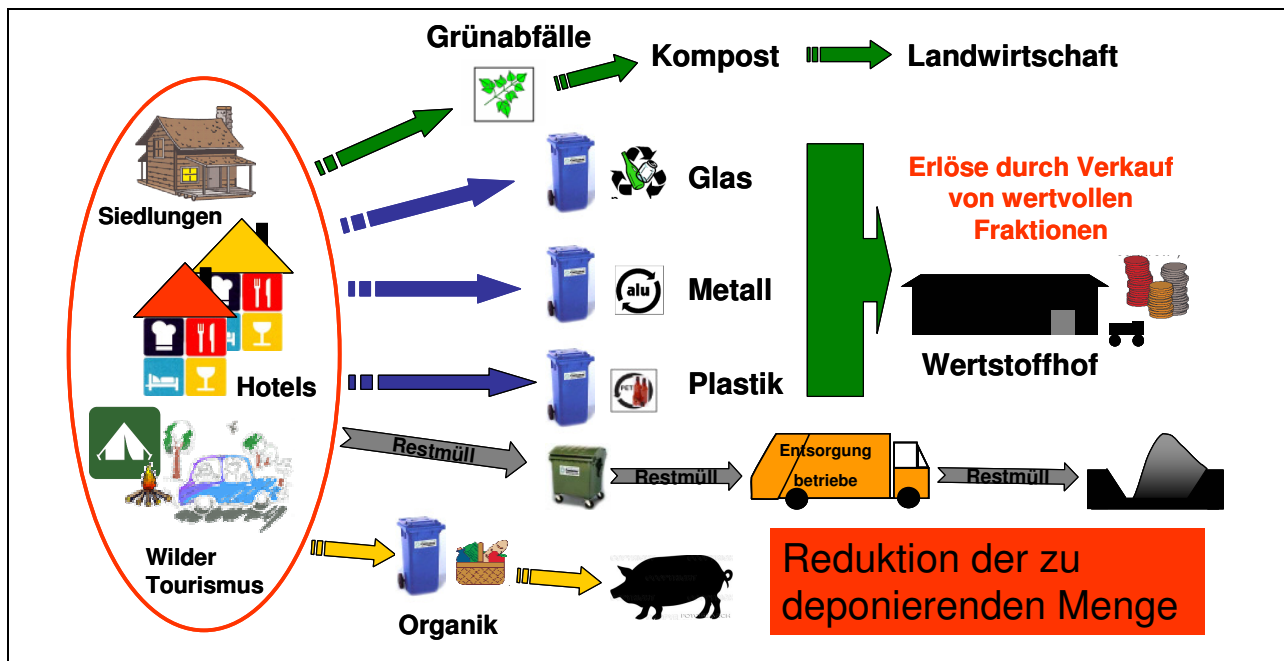 Grünabfälle
Kompost
Landwirtschaft
Siedlungen
Glas
Erlöse durch Verkauf
von wertvollen
Fraktionen
alu
Metall
Hotels
PET
Plastik
Wertstoffhof
Restmüll
Restmüll
Entsorgung
betriebe
Restmüll
Wilder
Tourismus
Organik
Reduktion der zu
deponierenden Menge